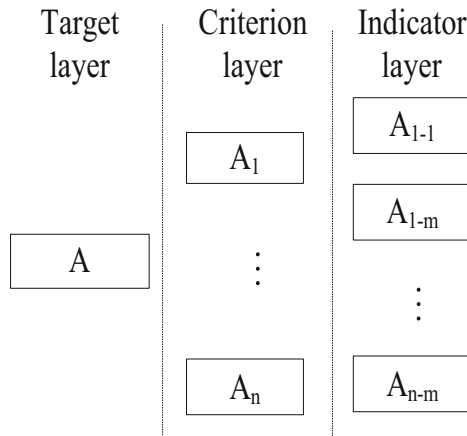 Target
layer
Criterion
layer
Indicator
layer
A
A₁
⋮
Aₙ
A₁₋₁
A₁₋ₘ
⋮
Aₙ₋ₘ